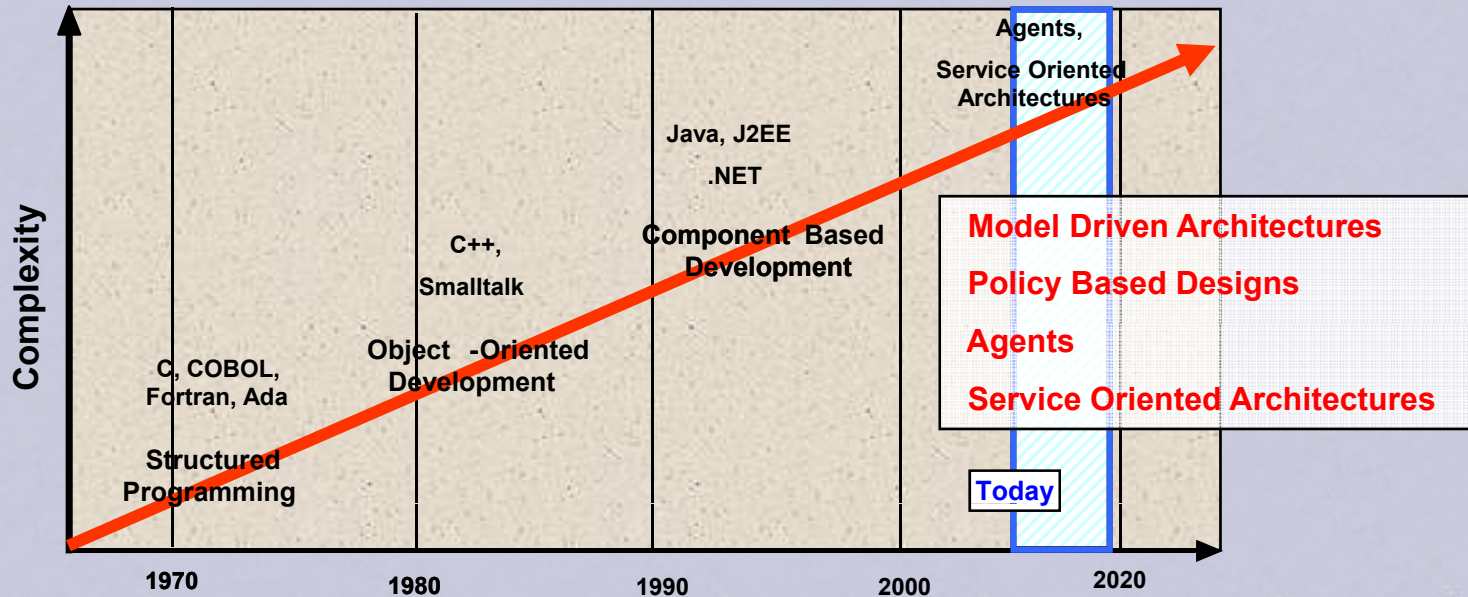 Complexity
C, COBOL,
Fortran, Ada
Structured
Programming
C++,
Smalltalk
Object -Oriented
Development
Java, J2EE
.NET
Component Based
Development
Agents,
Service Oriented
Architectures
Model Driven Architectures
Policy Based Designs
Agents
Service Oriented Architectures
Today
1970
1980
1990
2000
2020